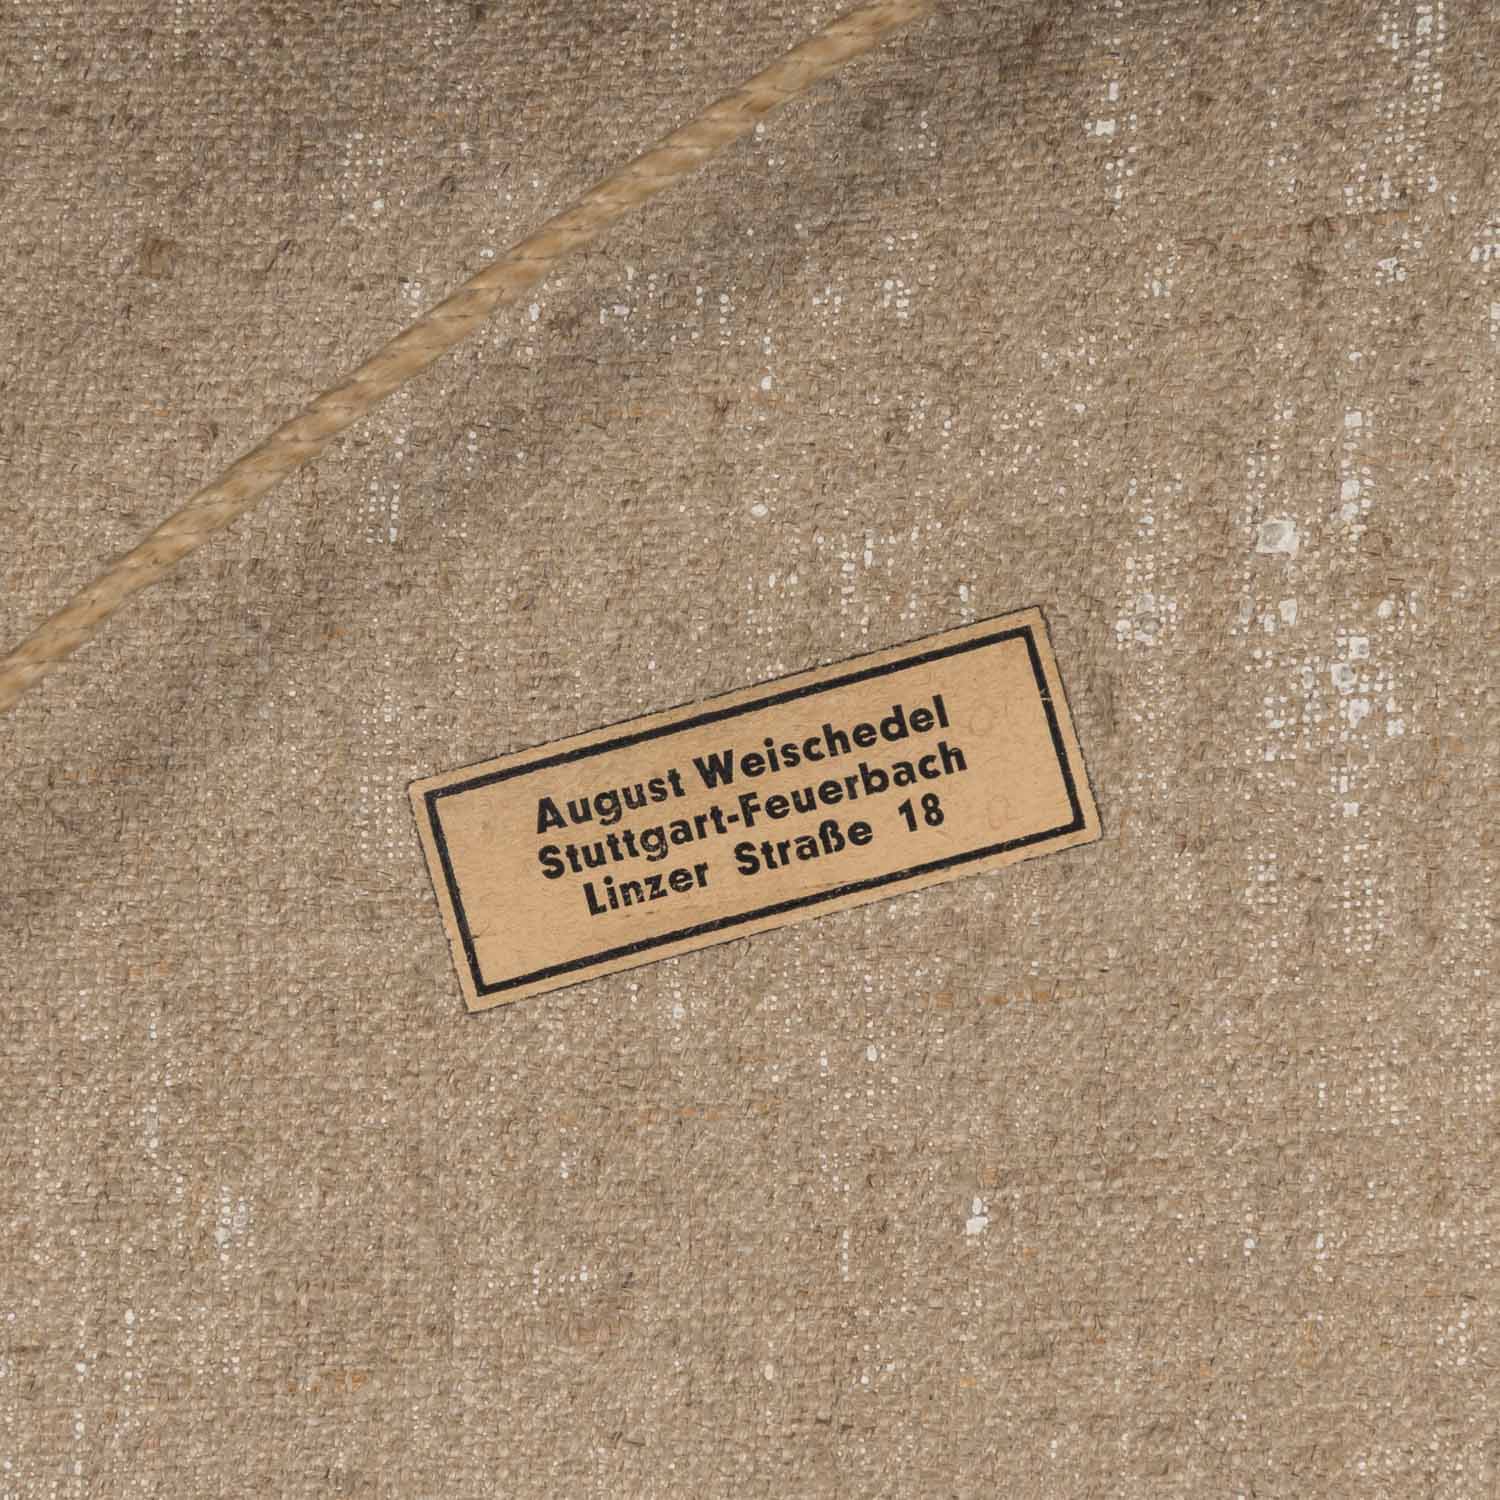 August Weischedel
Stuttgart-Feuerbach
Linzer Straße 18